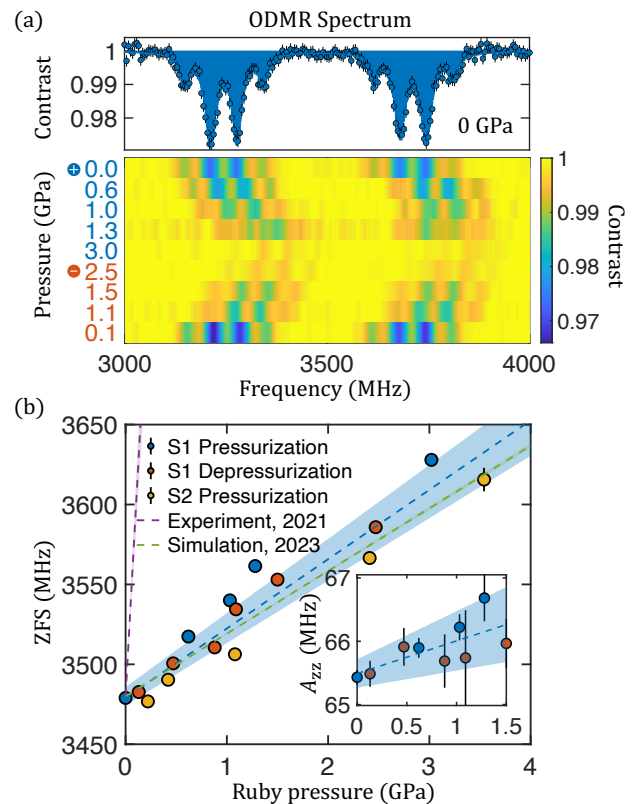 (a)
ODMR Spectrum
Contrast
1
0.99
0.98
0 GPa
Pressure (GPa)
+ 0.0
0.6
1.0
1.3
3.0
− 2.5
1.5
1.1
0.1
3000
3500
4000
Frequency (MHz)
1
0.99
0.98
0.97
Contrast
(b)
ZFS (MHz)
3650
3600
3550
3500
3450
S1 Pressurization
S1 Depressurization
S2 Pressurization
Experiment, 2021
Simulation, 2023
Azz (MHz)
67
66
65
0
0.5
1
1.5
0
1
2
3
4
Ruby pressure (GPa)